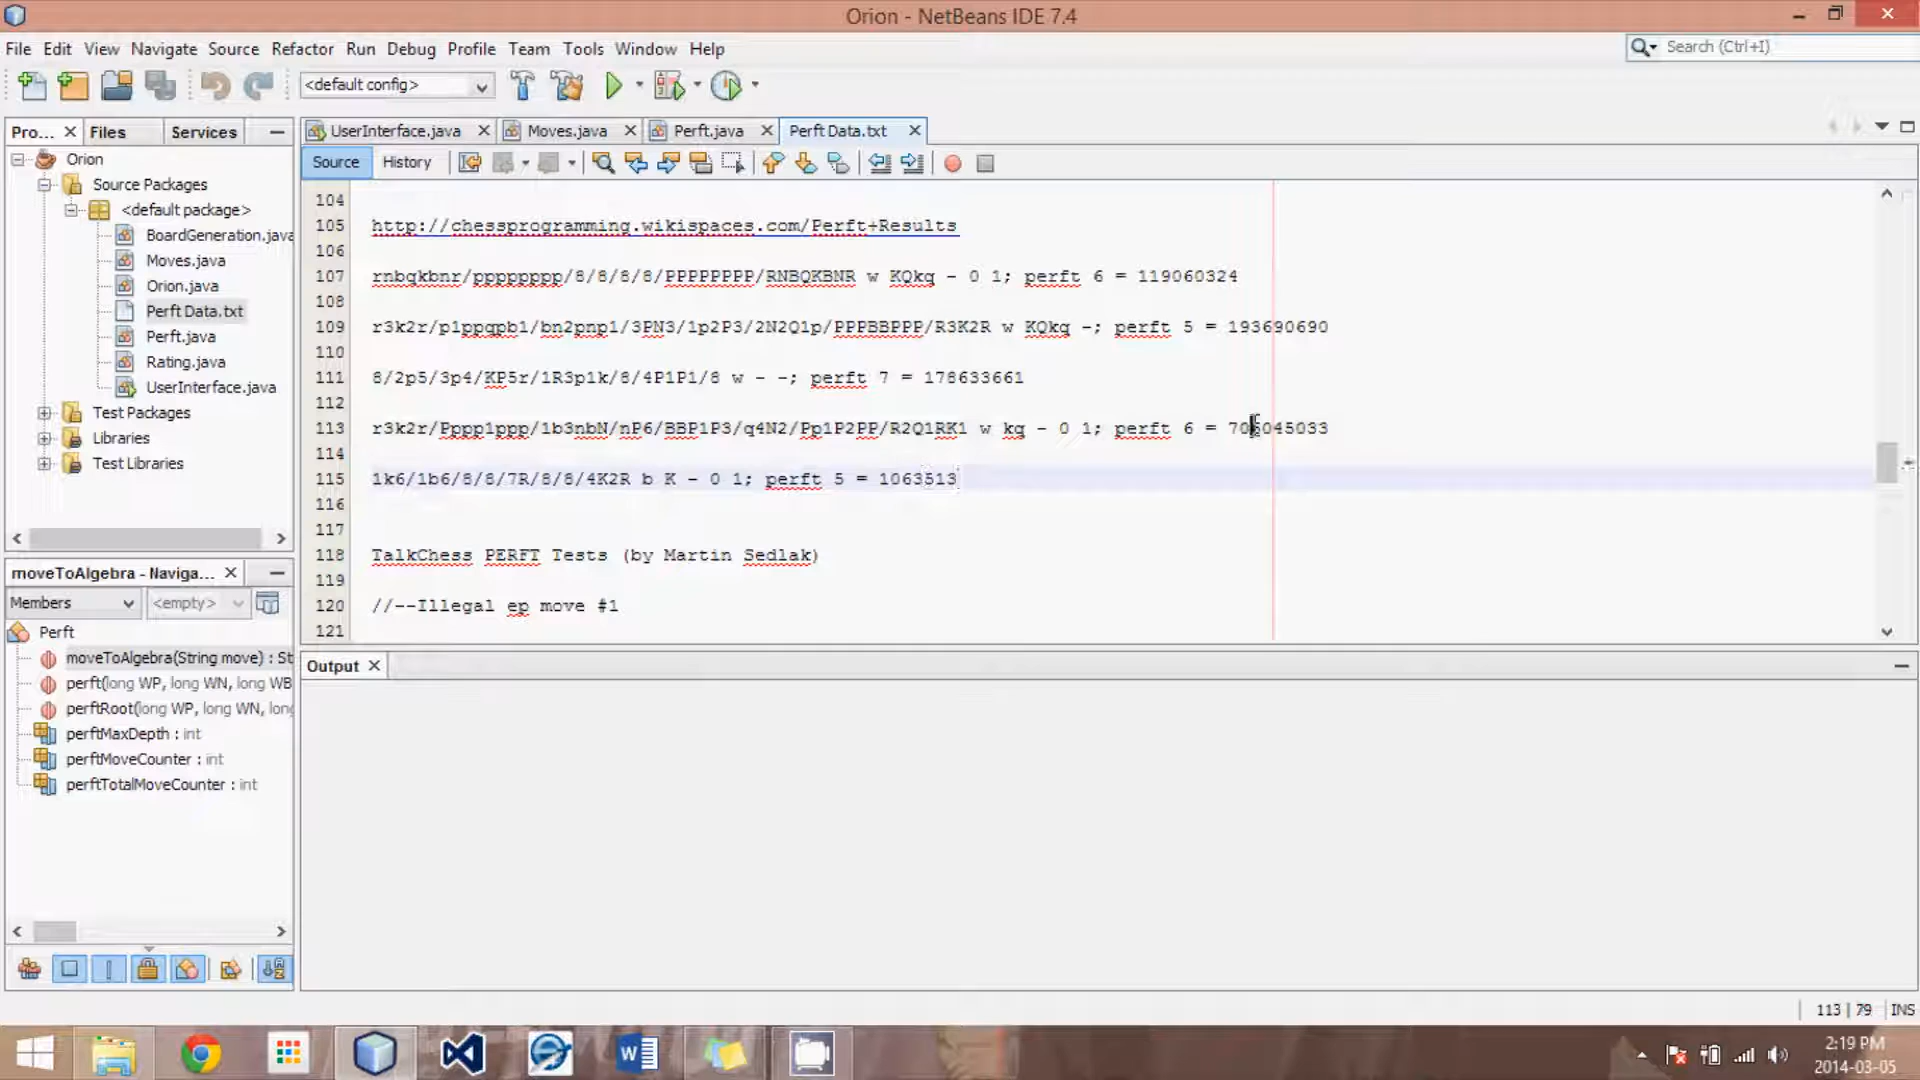 Orion - NetBeans IDE 7.4
File Edit View Navigate Source Refactor Run Debug Profile Team Tools Window Help
Search (Ctrl+I)
<default config>
Pro... Files Services
UserInterface.java Moves.java Perft.java Perft Data.txt
Source History
Orion
Source Packages
<default package>
BoardGeneration.java
Moves.java
Orion.java
Perft Data.txt
Perft.java
Rating.java
UserInterface.java
Test Packages
Libraries
Test Libraries
104
105 http://chessprogramming.wikispaces.com/Perft+Results
106
107 rnbqkbnr/pppppppp/8/8/8/8/PPPPPPPP/RNBQKBNR w KQkq - 0 1; perft 6 = 119060324
108
109 r3k2r/p1ppqpb1/bn2pnp1/3PN3/1p2P3/2N2Q1p/PPPBBPPP/R3K2R w KQkq -; perft 5 = 193690690
110
111 8/2p5/3p4/KP5r/1R3p1k/8/4P1P1/8 w - -; perft 7 = 178633661
112
113 r3k2r/Pppp1ppp/1b3nbN/nP6/BBP1P3/q4N2/Pp1P2PP/R2Q1RK1 w kq - 0 1; perft 6 =
114
115 1k6/1b6/8/8/7R/8/8/4K2R b K - 0 1; perft 5 = 1063513
116
117
118 TalkChess PERFT Tests (by Martin Sedlak)
119
120 //--Illegal ep move #1
121
moveToAlgebra - Naviga...
Members <empty>
Perft
moveToAlgebra(String move) : St
perft(long WP, long WN, long WB
perftRoot(long WP, long WN, long
perftMaxDepth : int
perftMoveCounter : int
perftTotalMoveCounter : int
Output
113 | 79 INS
2:19 PM
2014-03-05